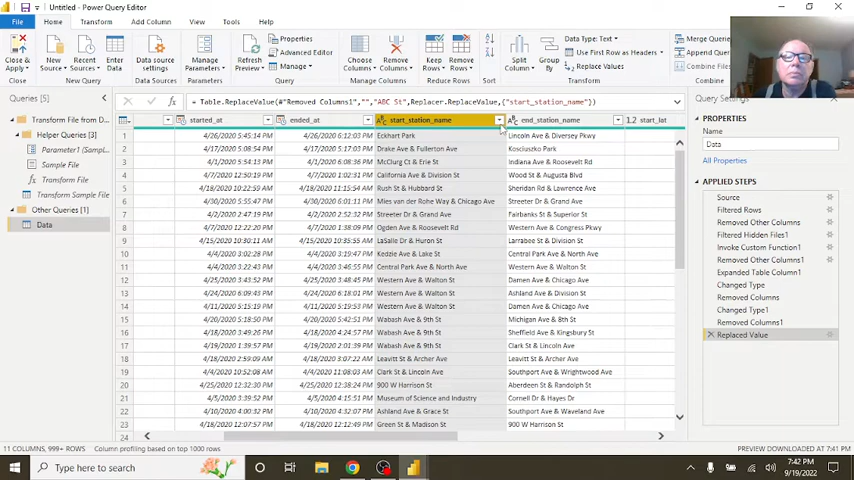 Untitled - Power Query Editor
File Home Transform Add Column View Tools Help
Close & Apply New Source Recent Sources Enter Data Data source settings Manage Parameters Refresh Preview Properties Advanced Editor Manage Choose Columns Remove Columns Keep Rows Remove Rows Split Column Group By Data Type: Text Use First Row as Headers Replace Values Merge Queries Append Queries
Close New Query Data Sources Parameters Query Manage Columns Reduce Rows Sort Transform
Queries [5]
Transform File from D
Helper Queries [3]
Parameter1
Sample File
Transform File
Transform Sample File
Other Queries [1]
Data
= Table.ReplaceValue(#"Removed Columns1","","ABC St",Replacer.ReplaceValue,{"start_station_name"})
started_at ended_at start_station_name end_station_name 1.2 start_lat
1 4/26/2020 5:45:14 PM 4/26/2020 6:12:03 PM Eckhart Park Lincoln Ave & Diversey Pkwy
2 4/17/2020 5:08:54 PM 4/17/2020 5:17:03 PM Drake Ave & Fullerton Ave Kosciuszko Park
3 4/1/2020 5:54:13 PM 4/1/2020 6:08:36 PM McClurg Ct & Erie St Indiana Ave & Roosevelt Rd
4 4/7/2020 12:50:19 PM 4/7/2020 1:02:31 PM California Ave & Division St Wood St & Augusta Blvd
5 4/18/2020 10:22:59 AM 4/18/2020 11:15:54 AM Rush St & Hubbard St Sheridan Rd & Lawrence Ave
6 4/30/2020 5:55:47 PM 4/30/2020 6:01:11 PM Mies van der Rohe Way & Chicago Ave Streeter Dr & Grand Ave
7 4/2/2020 2:47:19 PM 4/2/2020 2:52:32 PM Streeter Dr & Grand Ave Fairbanks St & Superior St
8 4/7/2020 12:22:20 PM 4/7/2020 1:38:09 PM Ogden Ave & Roosevelt Rd Western Ave & Congress Pkwy
9 4/15/2020 10:30:11 AM 4/15/2020 10:35:55 AM LaSalle Dr & Huron St Larrabee St & Division St
10 4/4/2020 3:02:28 PM 4/4/2020 3:19:47 PM Kedzie Ave & Lake St Central Park Ave & North Ave
11 4/4/2020 3:22:43 PM 4/4/2020 3:46:55 PM Central Park Ave & North Ave Western Ave & Walton St
12 4/25/2020 3:43:52 PM 4/25/2020 3:48:35 PM Western Ave & Walton St Damen Ave & Chicago Ave
13 4/24/2020 6:09:03 PM 4/24/2020 6:18:01 PM Western Ave & Walton St Ashland Ave & Division St
14 4/11/2020 5:15:19 PM 4/11/2020 5:19:53 PM Western Ave & Walton St Damen Ave & Chicago Ave
15 4/20/2020 5:18:50 PM 4/20/2020 5:42:01 PM Wabash Ave & 9th St Michigan Ave & 8th St
16 4/18/2020 3:49:26 PM 4/18/2020 4:24:57 PM Wabash Ave & 9th St Sheffield Ave & Kingsbury St
17 4/19/2020 1:39:57 PM 4/19/2020 2:01:39 PM Wabash Ave & 9th St Clark St & Lincoln Ave
18 4/18/2020 2:59:09 AM 4/18/2020 3:07:22 AM Leavitt St & Archer Ave Leavitt St & Archer Ave
19 4/4/2020 10:52:08 AM 4/4/2020 11:08:03 AM Clark St & Lincoln Ave Southport Ave & Wrightwood Ave
20 4/25/2020 12:32:30 PM 900 W Harrison St Aberdeen St & Randolph St
21 4/5/2020 3:39:52 PM 4/5/2020 4:15:51 PM Museum of Science and Industry Cornell Dr & Hayes Dr
22 4/10/2020 4:00:32 PM 4/10/2020 4:32:07 PM Ashland Ave & Grace St Southport Ave & Waveland Ave
23 4/18/2020 12:07:57 PM 4/18/2020 12:12:49 PM Green St & Madison St 900 W Harrison St
24
Query Settings
PROPERTIES
Name
Data
All Properties
APPLIED STEPS
Source
Filtered Rows
Removed Other Columns
Filtered Hidden Files1
Invoke Custom Function1
Removed Other Columns1
Expanded Table Column1
Changed Type
Removed Columns
Changed Type1
Removed Columns1
Replaced Value
11 COLUMNS, 999+ ROWS Column profiling based on top 1000 rows PREVIEW DOWNLOADED AT 7:41 PM
Type here to search
7:42 PM
9/19/2022